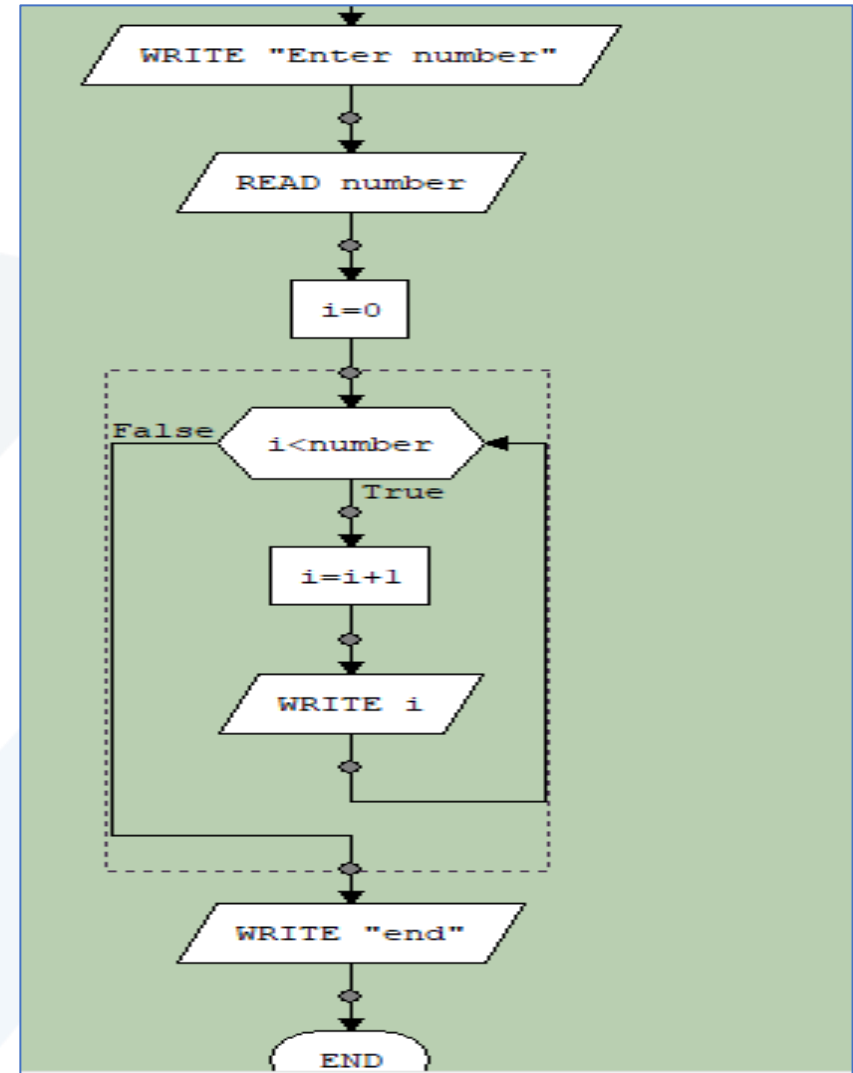 WRITE "Enter number"
READ number
i=0
False
i<number
True
i=i+1
WRITE i
WRITE "end"
END